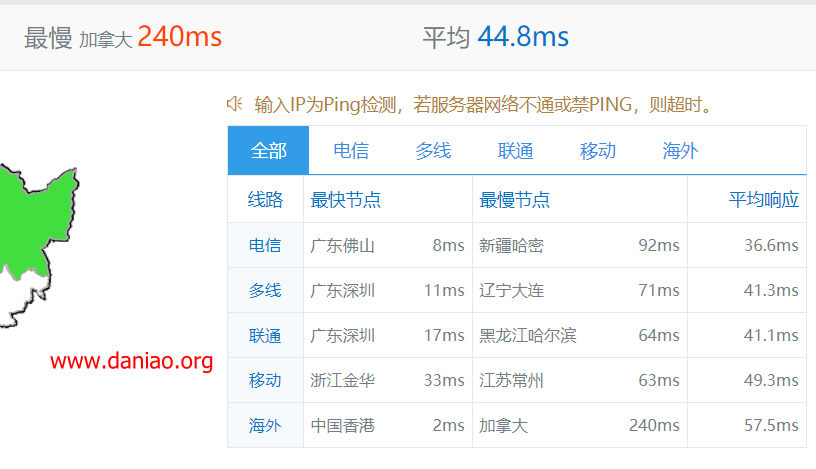 最慢 加拿大 240ms 平均 44.8ms
输入IP为Ping检测，若服务器网络不通或禁PING，则超时。
全部 电信 多线 联通 移动 海外
线路 最快节点 最慢节点 平均响应
电信 广东佛山 8ms 新疆哈密 92ms 36.6ms
多线 广东深圳 11ms 辽宁大连 71ms 41.3ms
联通 广东深圳 17ms 黑龙江哈尔滨 64ms 41.1ms
www.daniao.org
移动 浙江金华 33ms 江苏常州 63ms 49.3ms
海外 中国香港 2ms 加拿大 240ms 57.5ms